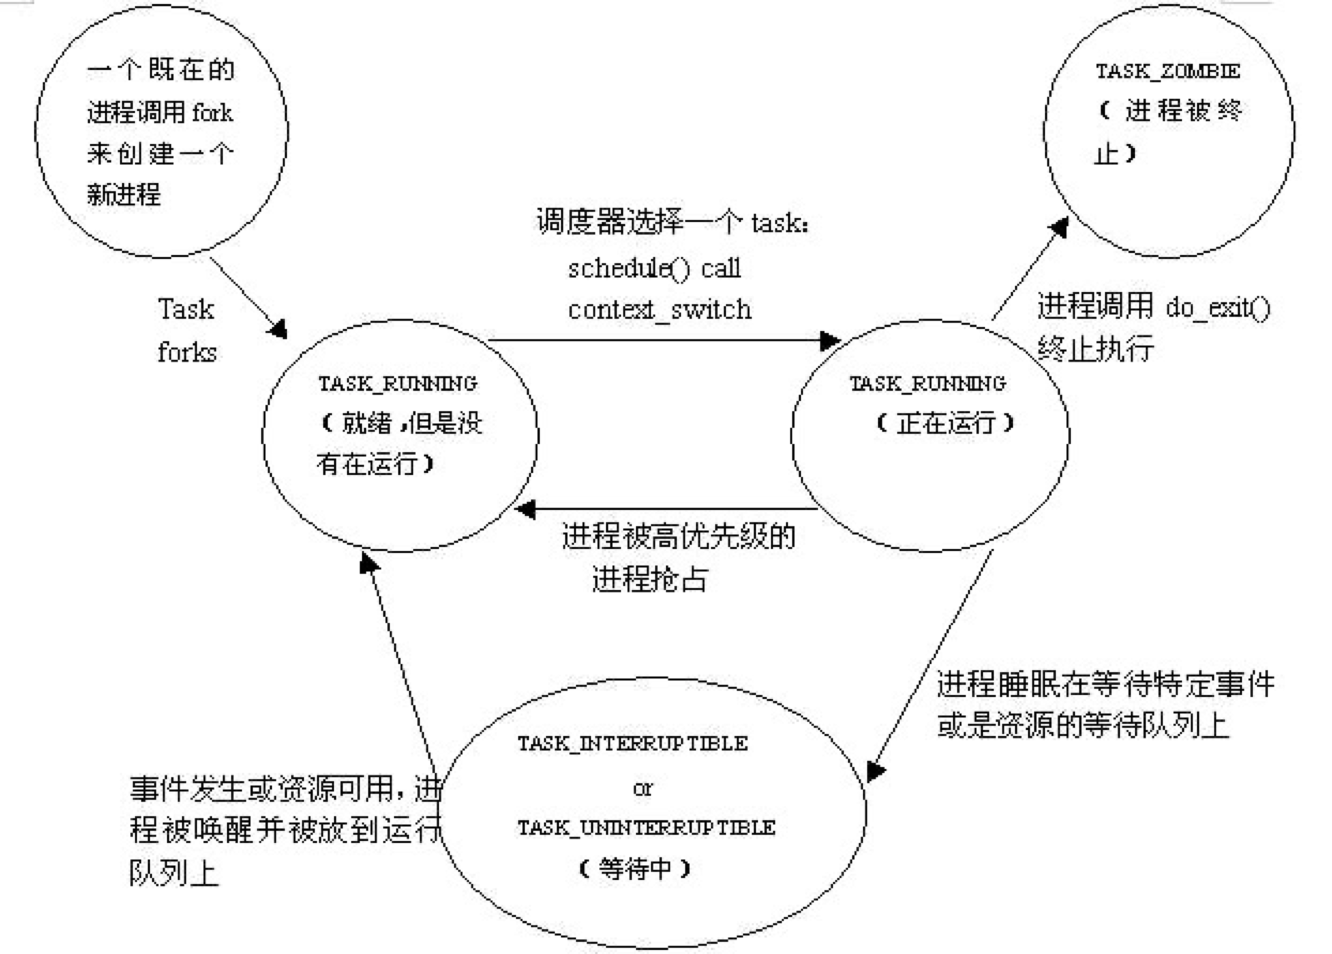 一个既在的
进程调用 fork
来创建一个
新进程
TASK_ZOMBIE
（进程被终
止）
调度器选择一个 task：
schedule() call
context_switch
Task
forks
进程调用 do_exit()
终止执行
TASK_RUNNING
（就绪，但是没
有在运行）
TASK_RUNNING
（正在运行）
进程被高优先级的
进程抢占
进程睡眠在等待特定事件
或是资源的等待队列上
TASK_INTERRUPTIBLE
or
TASK_UNINTERRUPTIBLE
（等待中）
事件发生或资源可用，进
程被唤醒并被放到运行
队列上